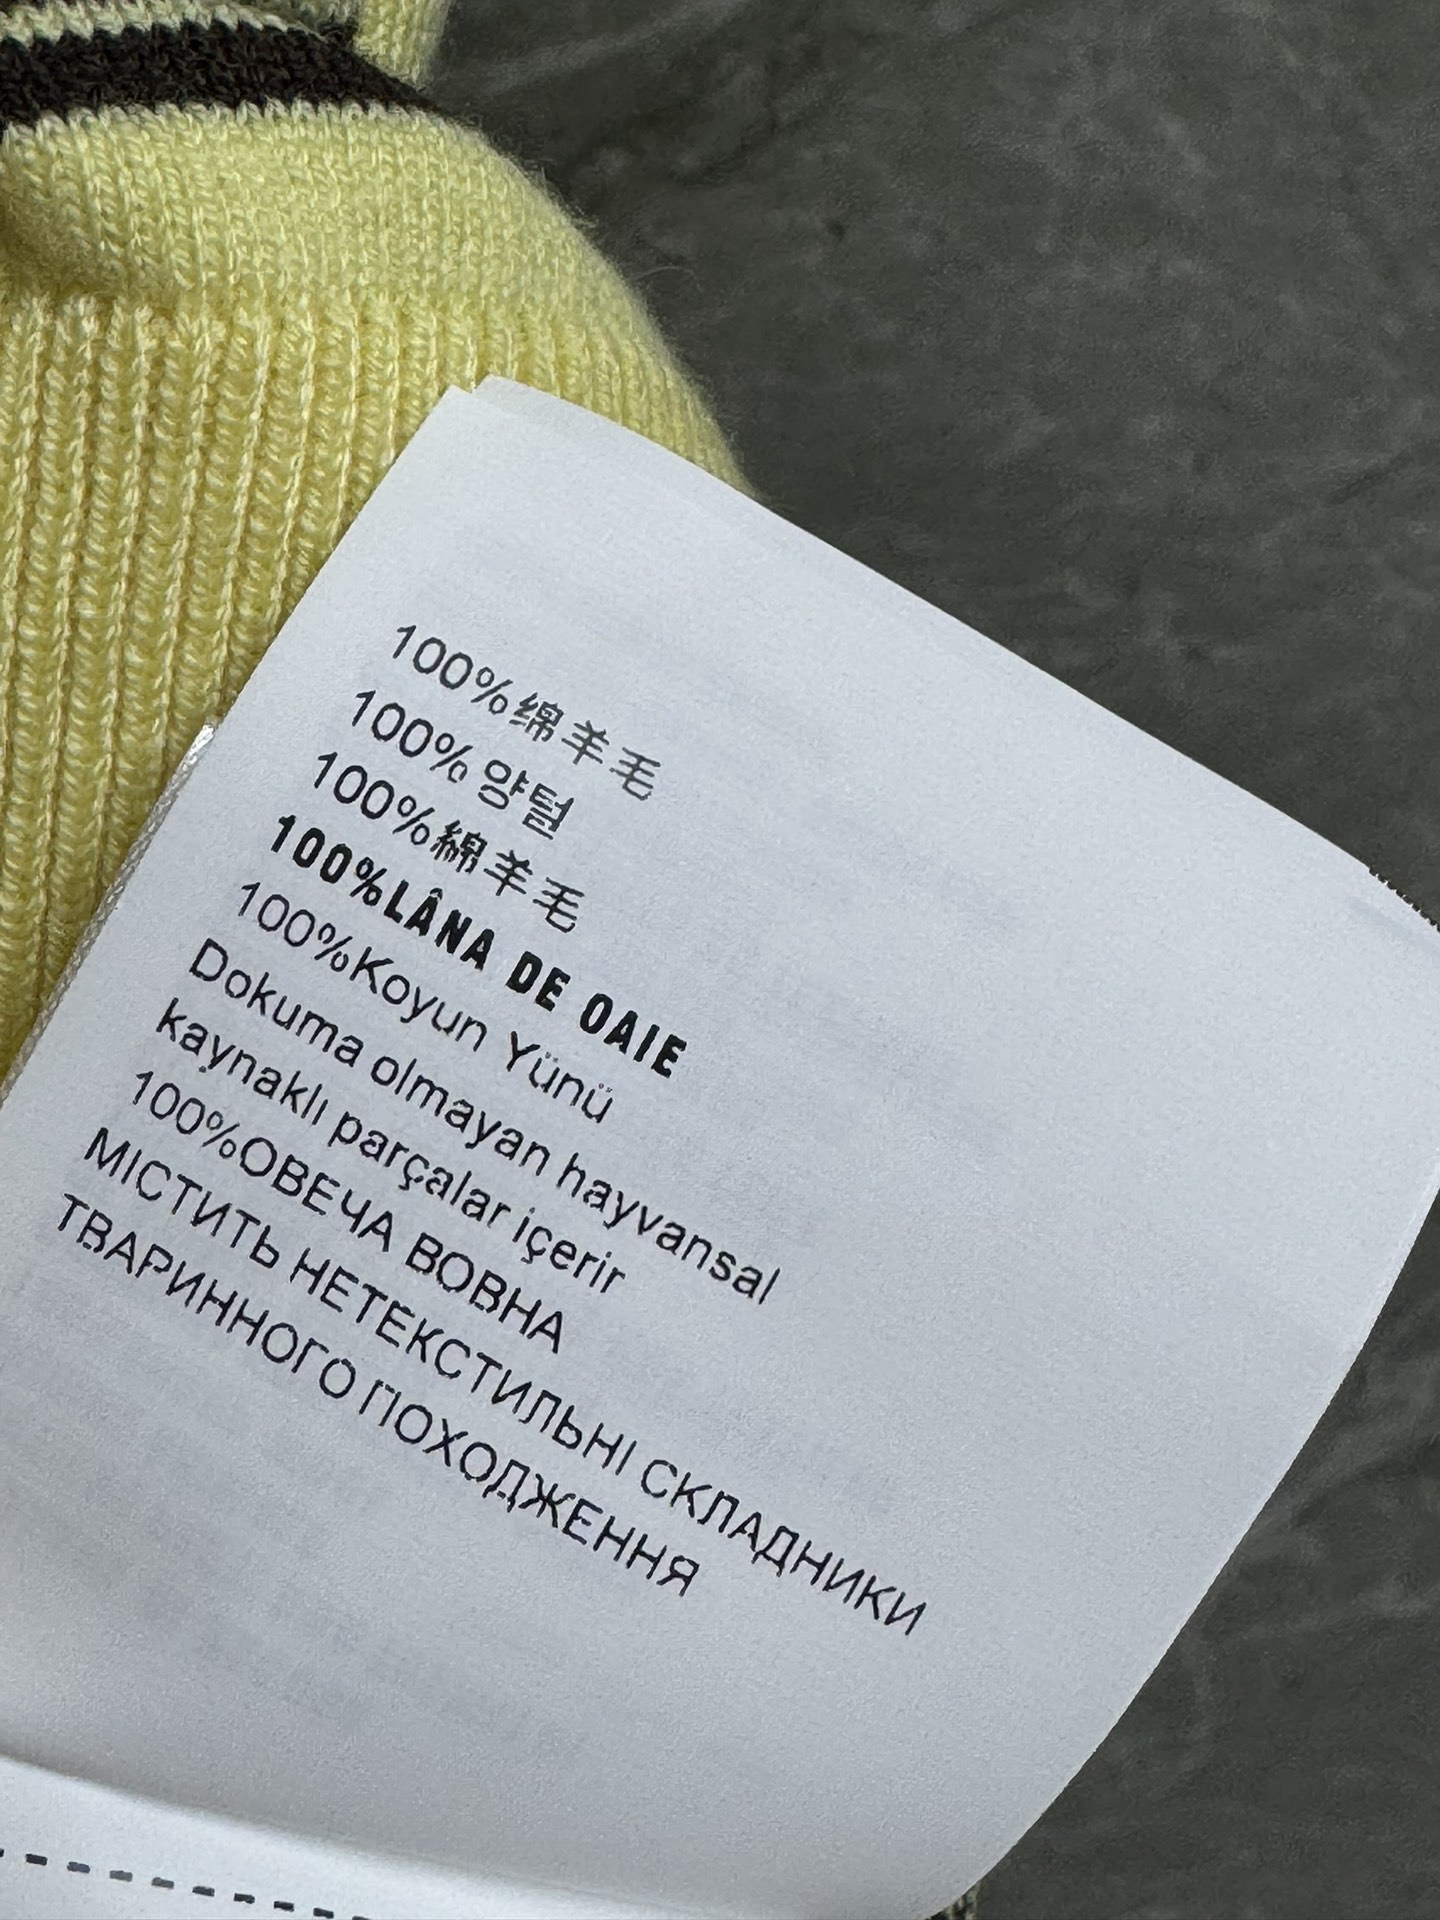 100%绵羊毛
100%양털
100%綿羊毛
100%LÂNA DE OAIE
100%Koyun Yünü
Dokuma olmayan hayvansal
kaynaklı parçalar içerir
100%ОВЕЧА ВОВНА
МІСТИТЬ НЕТЕКСТИЛЬНІ СКЛАДНИКИ
ТВАРИННОГО ПОХОДЖЕННЯ